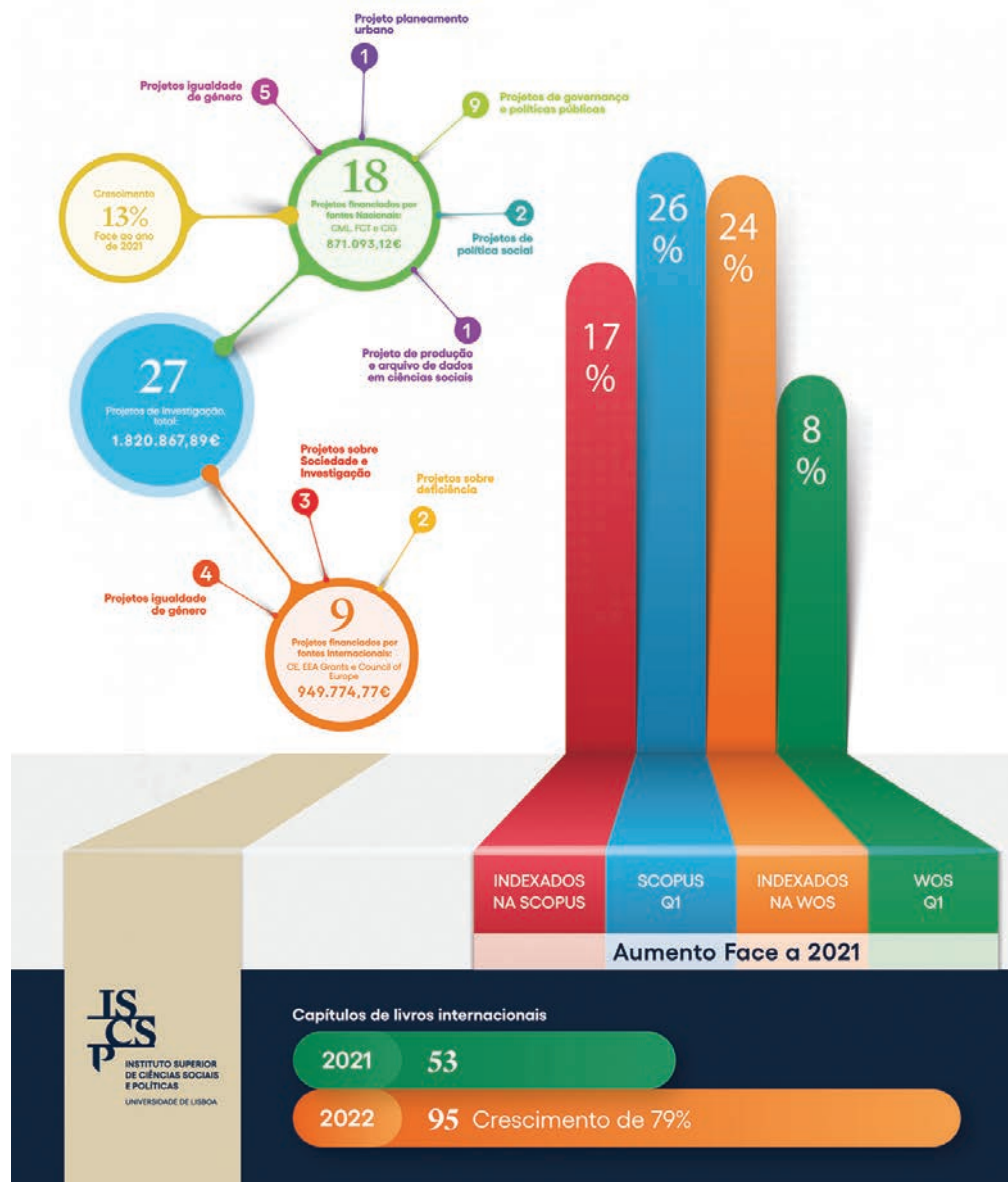 Projeto planeamento
urbano
1
Projetos igualdade
de género
5
9
Projetos de governança
e políticas públicas
18
Projetos financiados por
fontes Nacionais:
CML, FCT e CIG
871.093,12€
Crescimento
13%
Face ao ano
de 2021
2
Projetos de
política social
1
Projeto de produção
e arquivo de dados
em ciências sociais
27
Projetos de Investigação,
total:
1.820.867,89€
Projetos sobre
Sociedade e
Investigação
3
Projetos sobre
deficiência
2
4
Projetos igualdade
de género
9
Projetos financiados por
fontes Internacionais:
CE, EEA Grants e Council of
Europe
949.774,77€
17
%
26
%
24
%
8
%
INDEXADOS
NA SCOPUS
SCOPUS
Q1
INDEXADOS
NA WOS
WOS
Q1
Aumento Face a 2021
IS
CS
P
INSTITUTO SUPERIOR
DE CIÊNCIAS SOCIAIS
E POLÍTICAS
UNIVERSIDADE DE LISBOA
Capítulos de livros internacionais
2021 53
2022 95 Crescimento de 79%